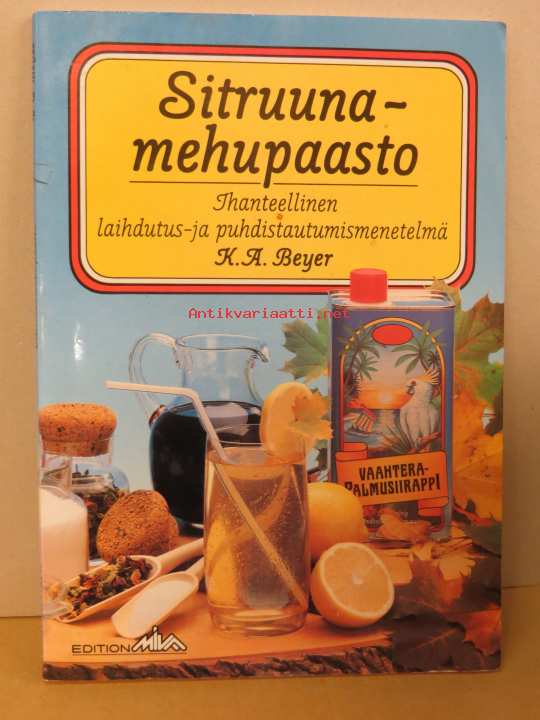 Sitruuna-
mehupaasto
Ihanteellinen
laihdutus-ja puhdistautumismenetelmä
K.A. Beyer
Antikvariaatti.net
VAAHTERA-
PALMUSIIRAPPI
EDITION MIVA